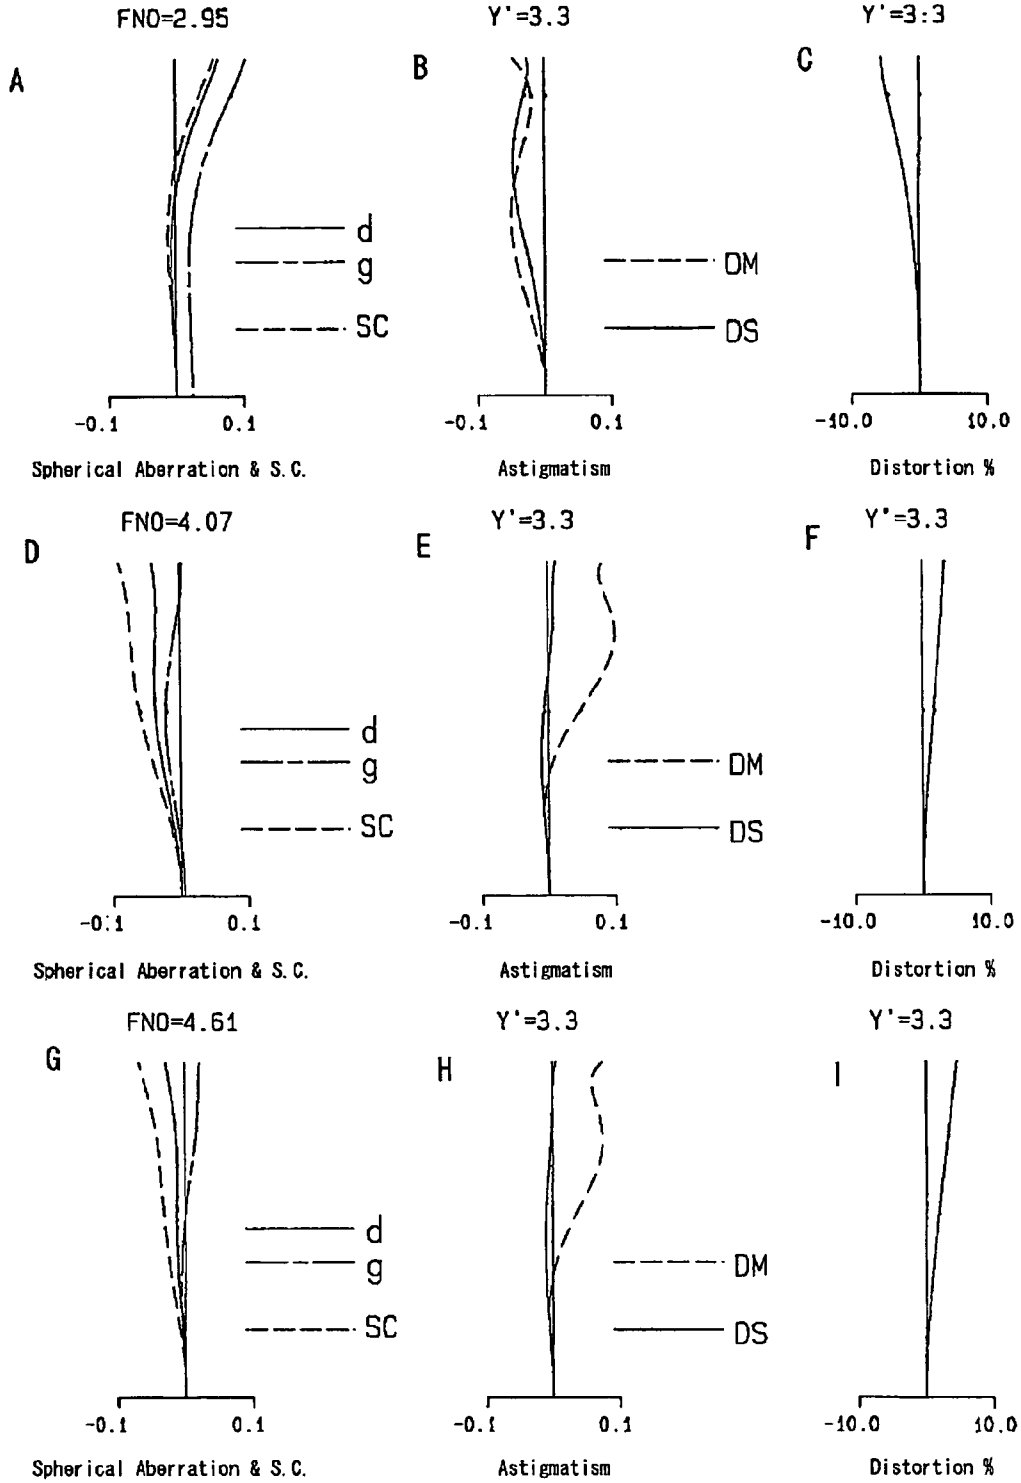 FNO=2.95
Y'=3.3
Y'=3:3
A
B
C
d
g
SC
DM
DS
-0.1 0.1
-0.1 0.1
-10.0 10.0
Spherical Aberration & S.C.
Astigmatism
Distortion %
FNO=4.07
Y'=3.3
Y'=3.3
D
E
F
d
g
SC
DM
DS
-0.1 0.1
-0.1 0.1
-10.0 10.0
Spherical Aberration & S.C.
Astigmatism
Distortion %
FNO=4.61
Y'=3.3
Y'=3.3
G
H
I
d
g
SC
DM
DS
-0.1 0.1
-0.1 0.1
-10.0 10.0
Spherical Aberration & S.C.
Astigmatism
Distortion %